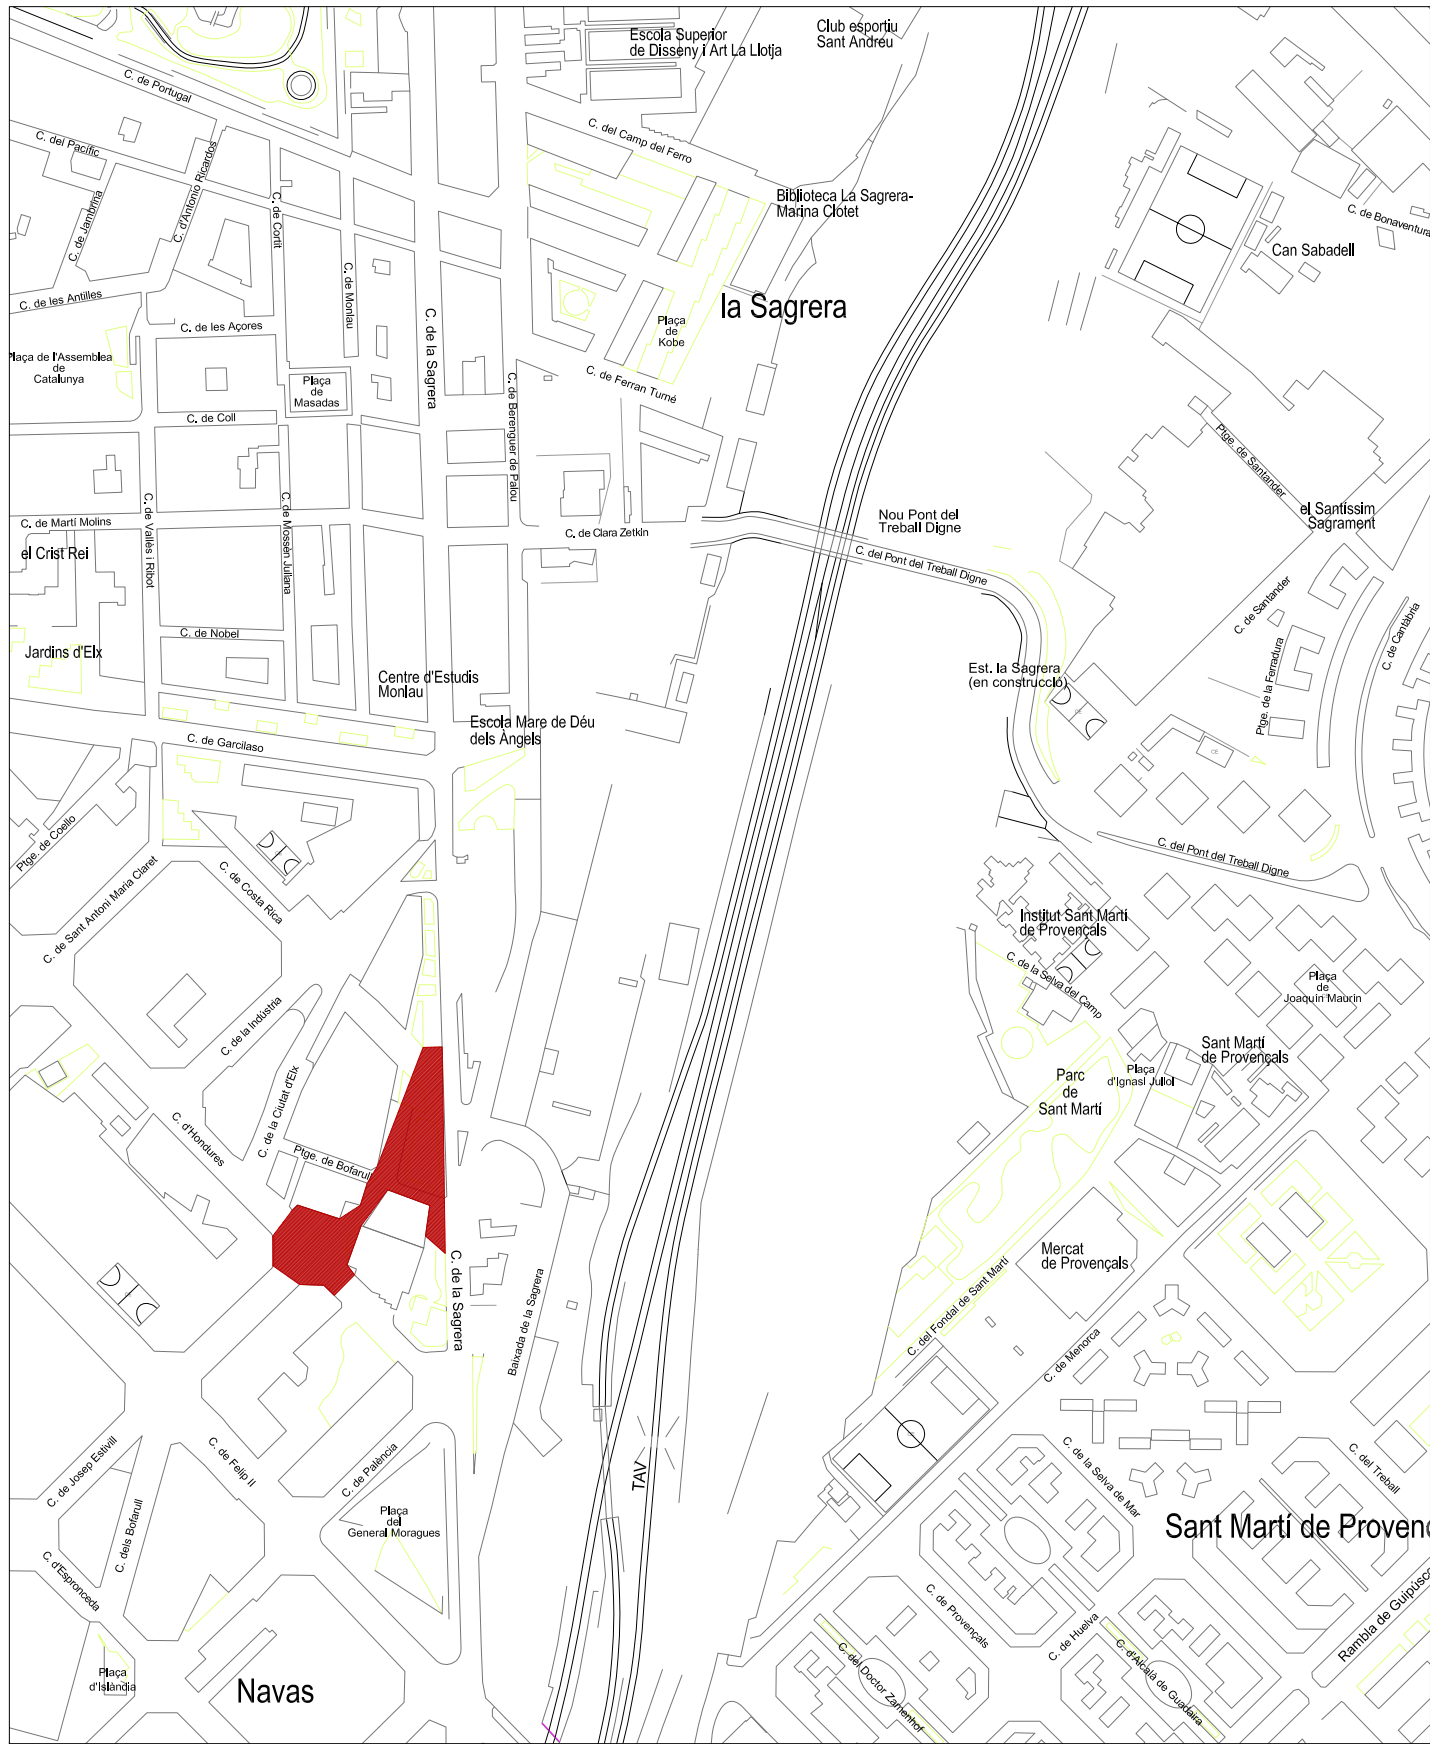 Escola Superior
de Disseny i Art La Llotja
Club esportiu
Sant Andreu
C. de Portugal
C. del Pacífic
C. de Jambrina
C. d'Antonio Ricardos
C. de Cortit
C. de Monlau
C. del Camp del Ferro
Biblioteca La Sagrera-
Marina Clotet
C. de Bonaventura
Can Sabadell
C. de les Antilles
C. de les Açores
la Sagrera
Plaça
de
Kobe
C. de la Sagrera
Plaça de l'Assemblea
de
Catalunya
Plaça
de
Masadas
C. de Berenguer de Palou
C. de Ferran Turné
C. de Coll
Ptge. de Santander
C. de Martí Molins
C. de Vallès i Ribot
C. de Mossèn Juliana
C. de Clara Zetkin
Nou Pont del
Treball Digne
C. del Pont del Treball Digne
el Santíssim
Sagrament
el Crist Rei
C. de Santander
C. de Cantàbria
C. de Nobel
Jardins d'Elx
Centre d'Estudis
Monlau
Est. la Sagrera
(en construcció)
Ptge. de la Ferradura
Escola Mare de Déu
dels Àngels
C. de Garcilaso
Ptge. de Coello
C. del Pont del Treball Digne
C. de Sant Antoni Maria Claret
C. de Costa Rica
Institut Sant Martí
de Provençals
C. de la Selva del Camp
Plaça
de
Joaquín Maurín
C. de la Indústria
Sant Martí
de Provençals
Plaça
d'Ignasi Juliol
Parc
de
Sant Martí
C. d'Hondures
C. de la Ciutat d'Elx
Ptge. de Bofarull
Mercat
de Provençals
C. de la Sagrera
Baixada de la Sagrera
C. del Fondal de Sant Martí
C. de Menorca
C. de Josep Estivill
C. de Felip II
C. de Palència
TAV
C. de la Selva de Mar
C. del Treball
Plaça
del
General Moragues
C. dels Bofarull
C. d'Espronceda
Sant Martí de Provenç
Rambla de Guipúsco
C. de Provençals
C. de Huelva
C. del Doctor Zamenhof
C. d'Alcalá de Guadaira
Plaça
d'Islàndia
Navas